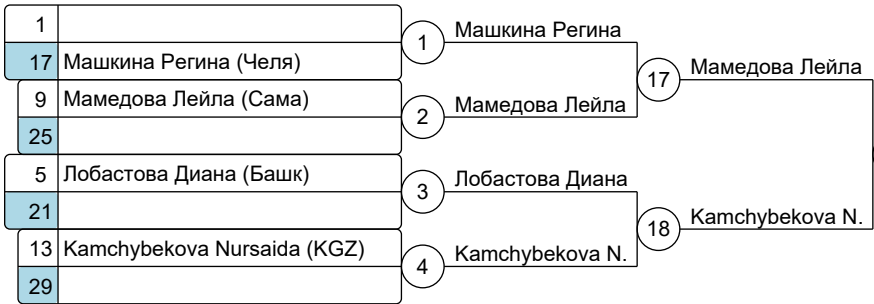 1
17 Машкина Регина (Челя)
9 Мамедова Лейла (Сама)
25
5 Лобастова Диана (Башк)
21
13 Kamchybekova Nursaida (KGZ)
29
1 Машкина Регина
2 Мамедова Лейла
3 Лобастова Диана
4 Kamchybekova N.
17 Мамедова Лейла
18 Kamchybekova N.